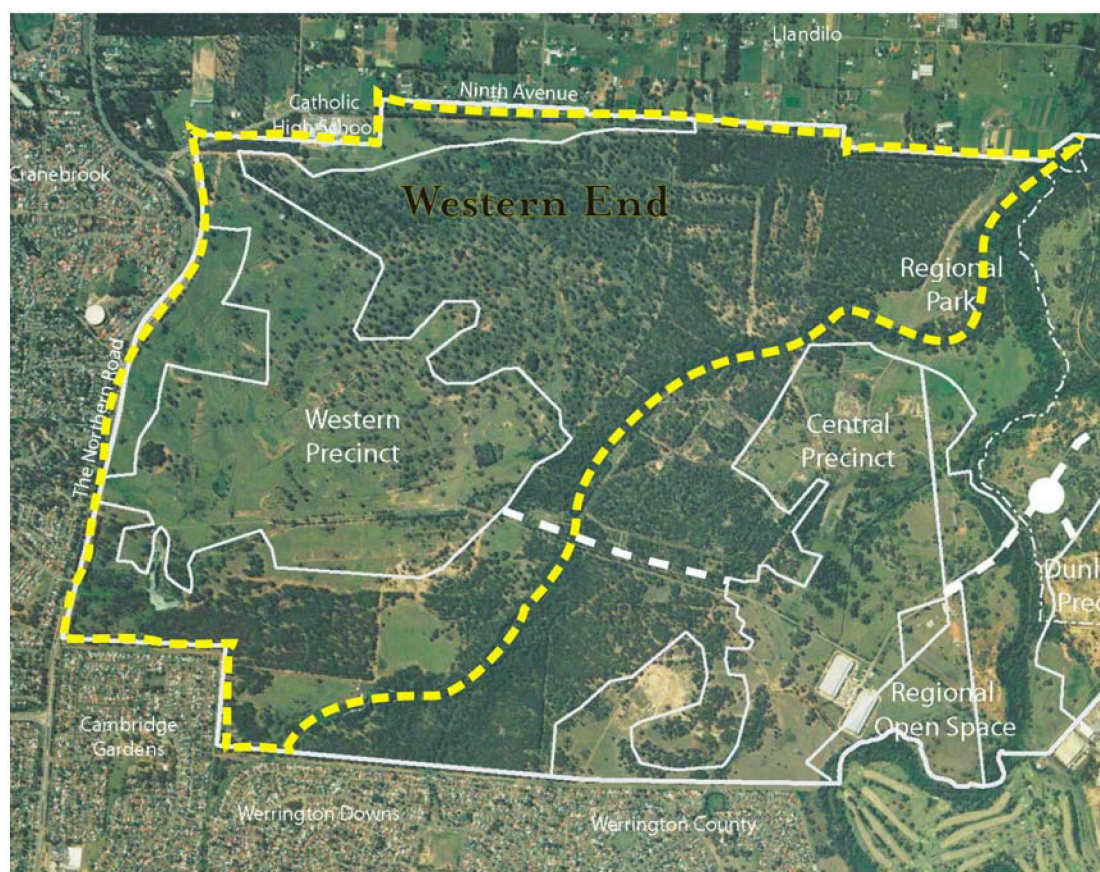 Llandilo
Ninth Avenue
Catholic
High School
Cranebrook
Western End
Regional
Park
The Northern Road
Western
Precinct
Central
Precinct
Regional
Open Space
Cambridge
Gardens
Werrington Downs
Werrington County